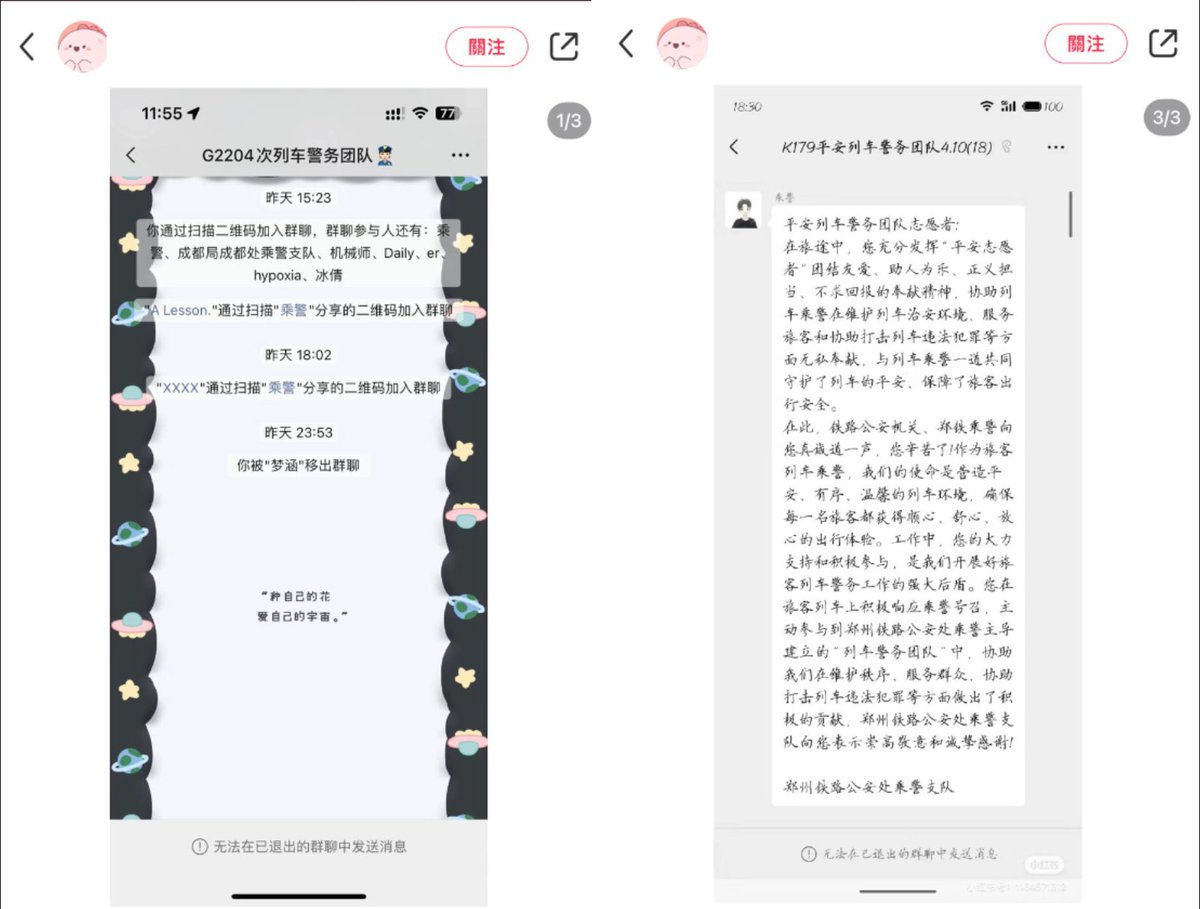 關注
1/3
11:55
77
G2204次列车警务团队
昨天 15:23
你通过扫描二维码加入群聊，群聊参与人还有：乘
警、成都局成都处乘警支队、机械师、Daily、er、
hypoxia、冰倩
"A Lesson."通过扫描"乘警"分享的二维码加入群聊
昨天 18:02
"XXXX"通过扫描"乘警"分享的二维码加入群聊
昨天 23:53
你被"梦涵"移出群聊
“种自己的花
爱自己的宇宙。”
无法在已退出的群聊中发送消息
關注
3/3
18:30
5G
100
K179平安列车警务团队4.10(18)
乘警
平安列车警务团队志愿者:
在旅途中，您充分发挥“平安志愿
者”团结友爱、助人为乐、正义担
当、不求回报的奉献精神，协助列
车乘警在维护列车治安环境、服务
旅客和协助打击列车违法犯罪等方
面无私奉献，与列车乘警一道共同
守护了列车的平安、保障了旅客出
行安全。
在此，铁路公安机关、郑铁乘警向
您真诚道一声，您辛苦了!作为旅客
列车乘警，我们的使命是营造平
安、有序、温馨的列车环境，确保
每一名旅客都获得顺心、舒心、放
心的出行体验。工作中，您的大力
支持和积极参与，是我们开展好旅
客列车警务工作的强大后盾。您在
旅客列车上积极响应乘警号召，主
动参与到郑州铁路公安处乘警主导
建立的“列车警务团队”中，协助
我们在维护秩序、服务群众、协助
打击列车违法犯罪等方面做出了积
极的贡献，郑州铁路公安处乘警支
队向您表示崇高敬意和诚挚感谢!
郑州铁路公安处乘警支队
无法在已退出的群聊中发送消息
小红书